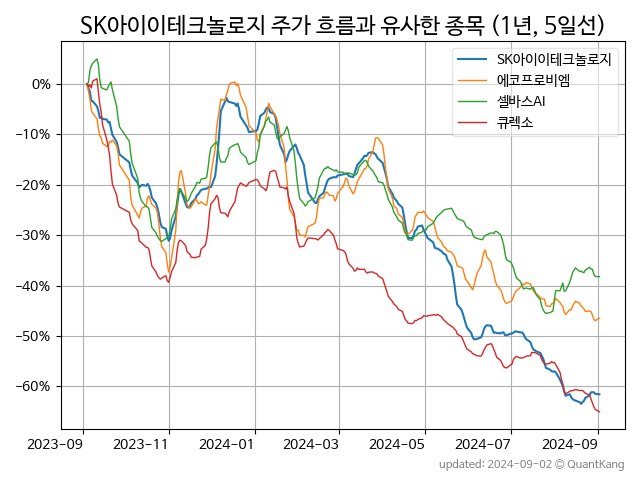 SK아이이테크놀로지 주가 흐름과 유사한 종목 (1년, 5일선)
SK아이이테크놀로지
에코프로비엠
셀바스AI
큐렉소
0%
−10%
−20%
−30%
−40%
−50%
−60%
2023-09
2023-11
2024-01
2024-03
2024-05
2024-07
2024-09
updated: 2024-09-02 ⓒ QuantKang